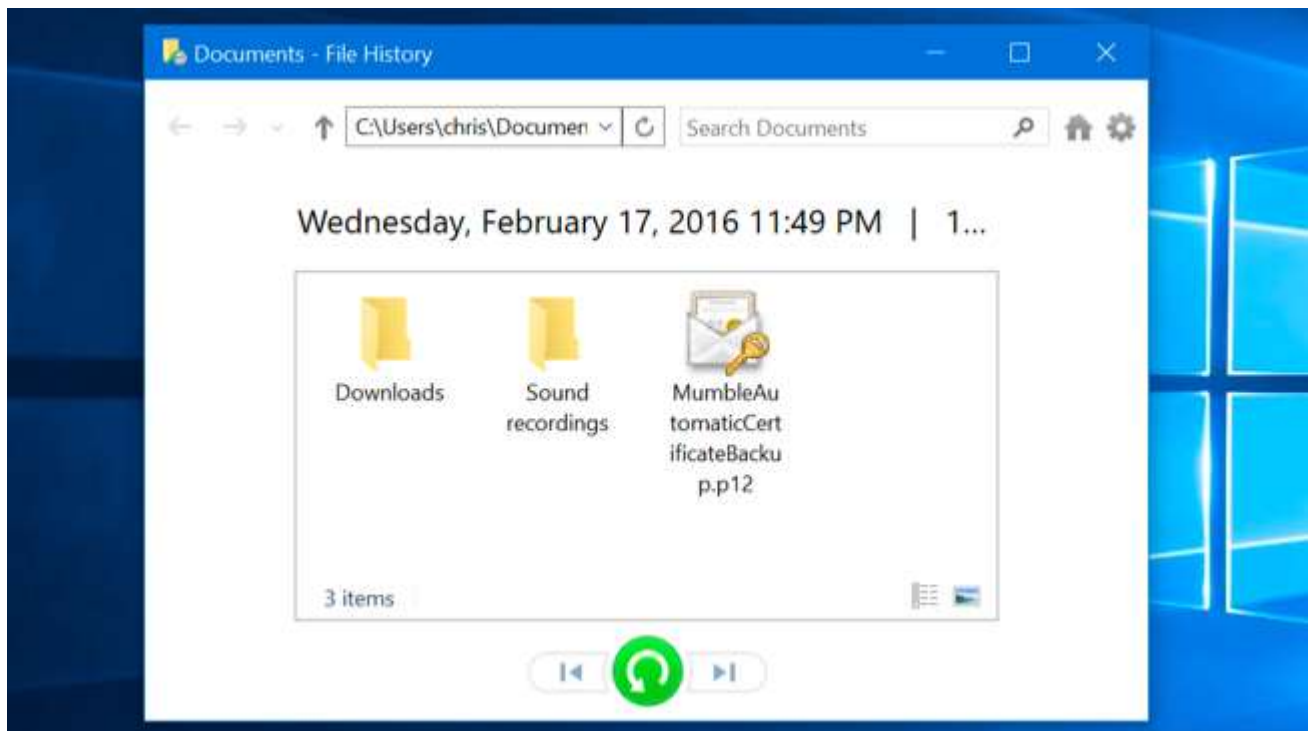 Documents - File History
C:\Users\chris\Documen
Search Documents
Wednesday, February 17, 2016 11:49 PM | 1...
Downloads
Sound
recordings
MumbleAu
tomaticCert
ificateBacku
p.p12
3 items